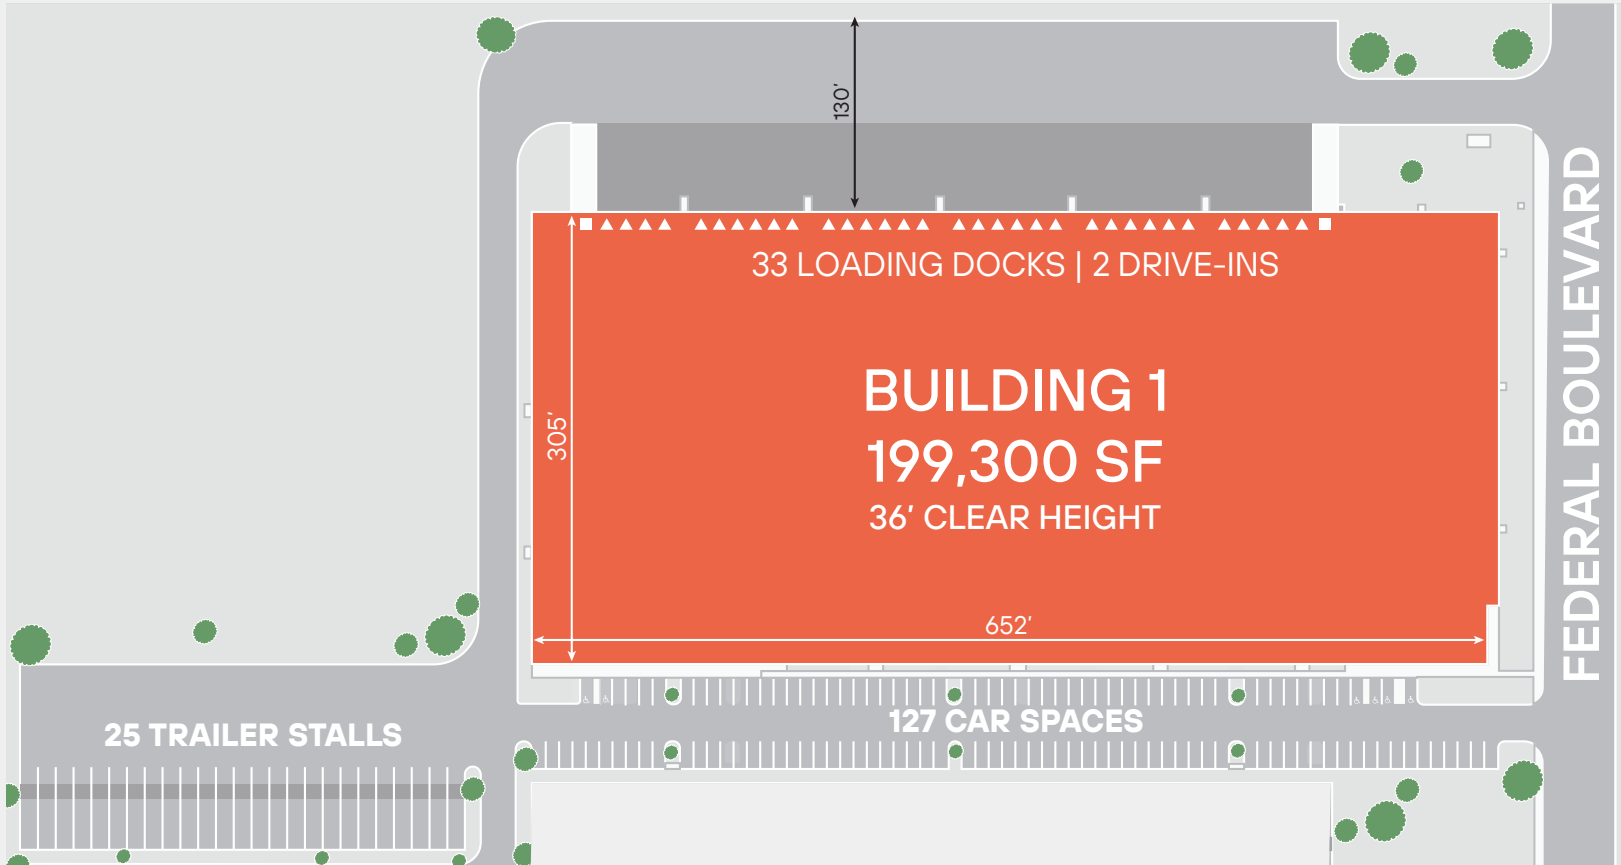 130’
33 LOADING DOCKS | 2 DRIVE-INS
BUILDING 1
199,300 SF
36’ CLEAR HEIGHT
305’
652’
FEDERAL BOULEVARD
25 TRAILER STALLS
127 CAR SPACES